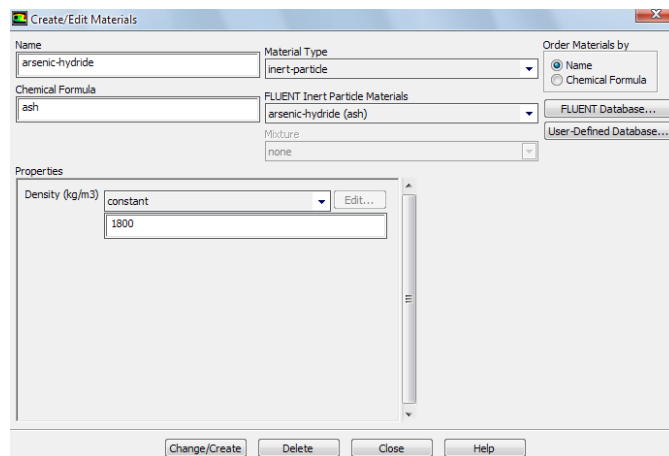 Create/Edit Materials
Name
arsenic-hydride
Material Type
inert-particle
Order Materials by
Name
Chemical Formula
Chemical Formula
ash
FLUENT Inert Particle Materials
arsenic-hydride (ash)
FLUENT Database...
User-Defined Database...
Mixture
none
Properties
Density (kg/m3)
constant
Edit...
1800
Change/Create
Delete
Close
Help